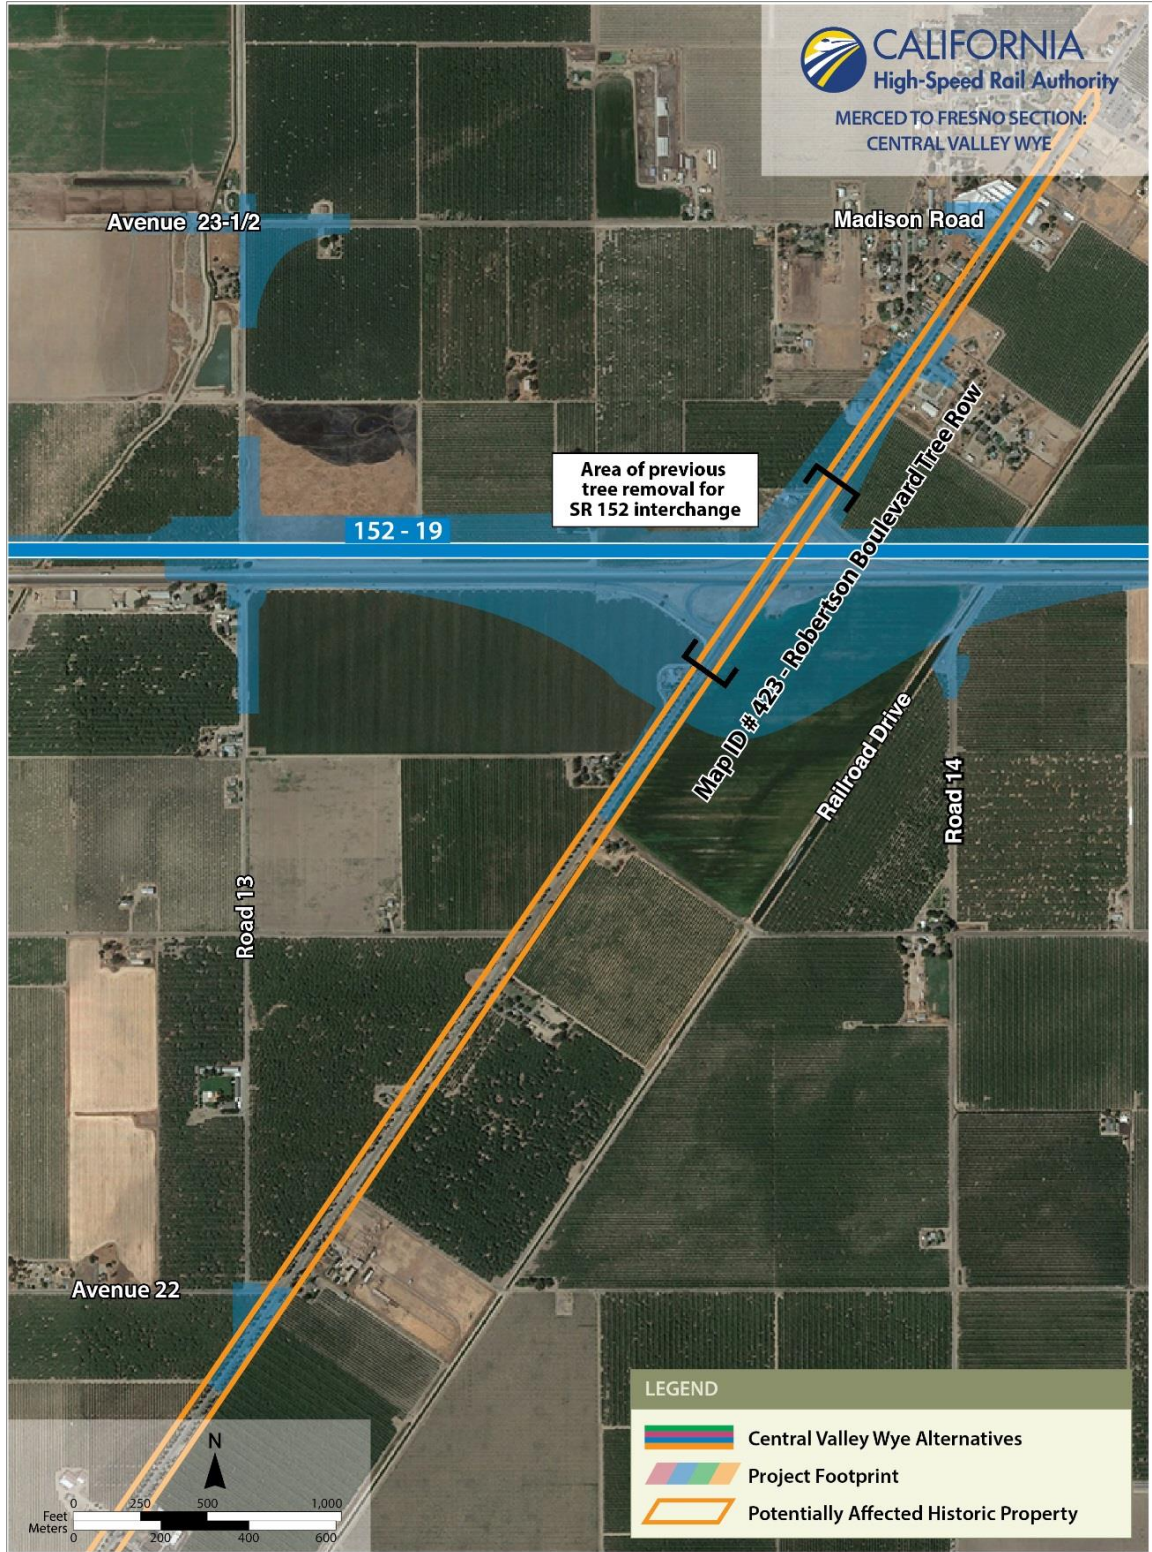 CALIFORNIA
High-Speed Rail Authority
MERCED TO FRESNO SECTION:
CENTRAL VALLEY WYE
Avenue 23-1/2
Madison Road
Area of previous
tree removal for
SR 152 interchange
152 - 19
Map ID # 423 - Robertson Boulevard Tree Row
Railroad Drive
Road 14
Road 13
Avenue 22
LEGEND
Central Valley Wye Alternatives
Project Footprint
Potentially Affected Historic Property
N
0 250 500 1,000
Feet
Meters
0 200 400 600